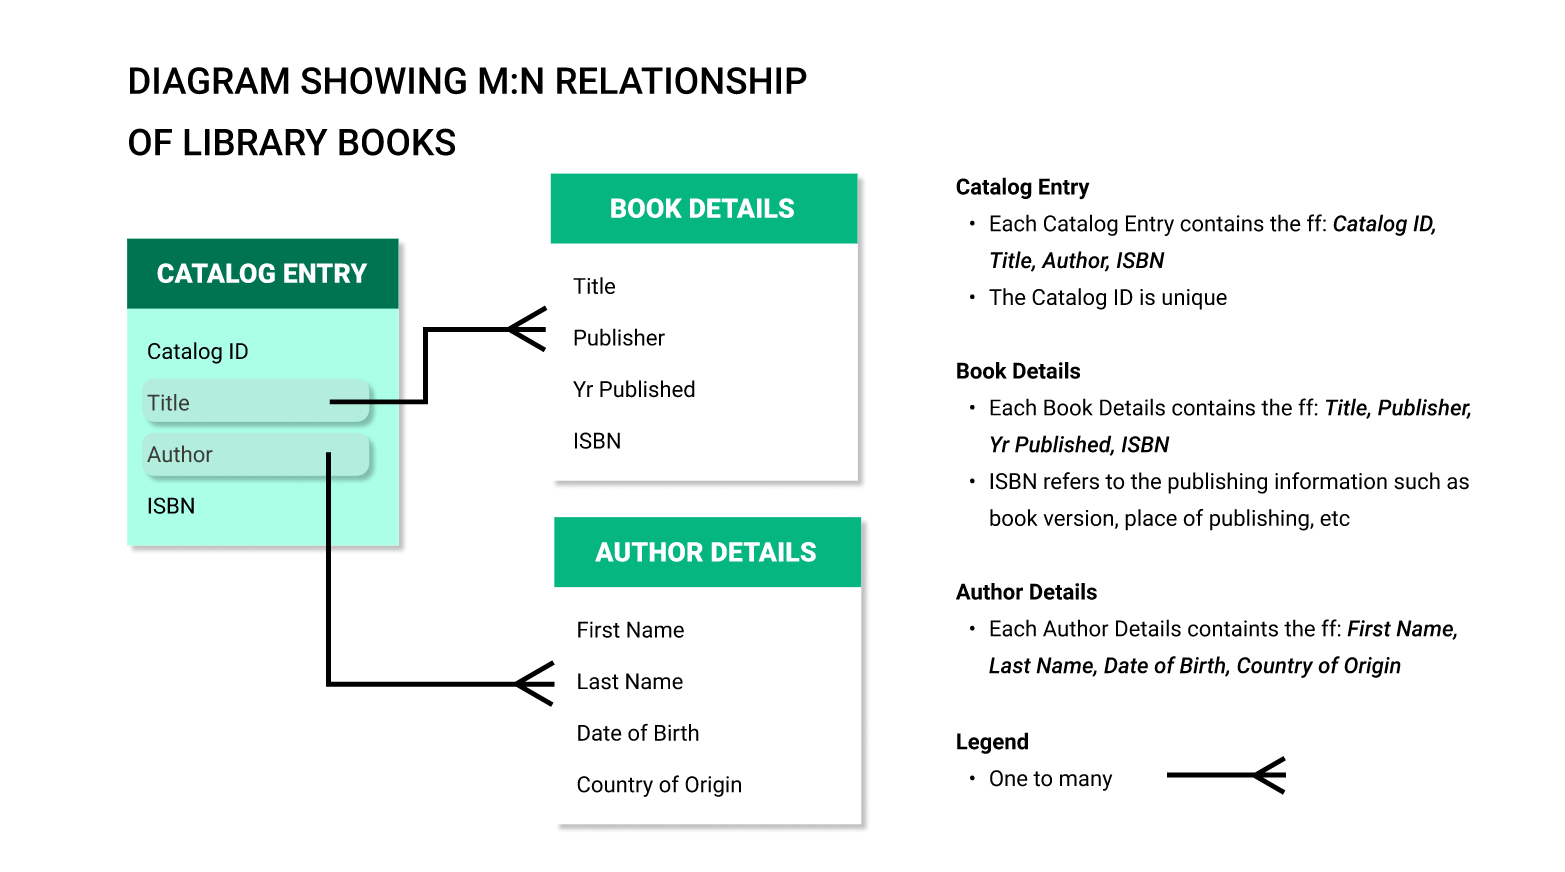 DIAGRAM SHOWING M:N RELATIONSHIP
OF LIBRARY BOOKS
CATALOG ENTRY
Catalog ID
Title
Author
ISBN
BOOK DETAILS
Title
Publisher
Yr Published
ISBN
AUTHOR DETAILS
First Name
Last Name
Date of Birth
Country of Origin
Catalog Entry
• Each Catalog Entry contains the ff: Catalog ID,
Title, Author, ISBN
• The Catalog ID is unique
Book Details
• Each Book Details contains the ff: Title, Publisher,
Yr Published, ISBN
• ISBN refers to the publishing information such as
book version, place of publishing, etc
Author Details
• Each Author Details containts the ff: First Name,
Last Name, Date of Birth, Country of Origin
Legend
• One to many